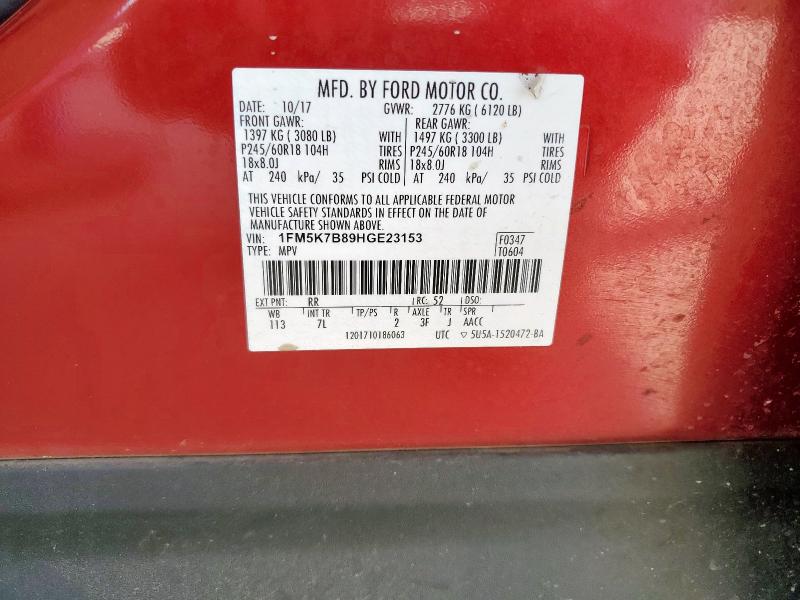 MFD. BY FORD MOTOR CO.
DATE: 10/17 GVWR: 2776 KG ( 6120 LB)
FRONT GAWR: REAR GAWR:
1397 KG ( 3080 LB) WITH 1497 KG ( 3300 LB) WITH
P245/60R18 104H TIRES P245/60R18 104H TIRES
18x8.0J RIMS 18x8.0J RIMS
AT 240 kPa/ 35 PSI COLD AT 240 kPa/ 35 PSI COLD
THIS VEHICLE CONFORMS TO ALL APPLICABLE FEDERAL MOTOR
VEHICLE SAFETY STANDARDS IN EFFECT ON THE DATE OF
MANUFACTURE SHOWN ABOVE.
VIN: 1FM5K7B89HGE23153 F0347
TYPE: MPV T0604
EXT PNT: RR RC: 52 DSO:
WB INT TR TP/PS R AXLE TR SPR
113 7L 2 3F J AACC
1201710186063 UTC ▽ 5U5A-1520472-BA